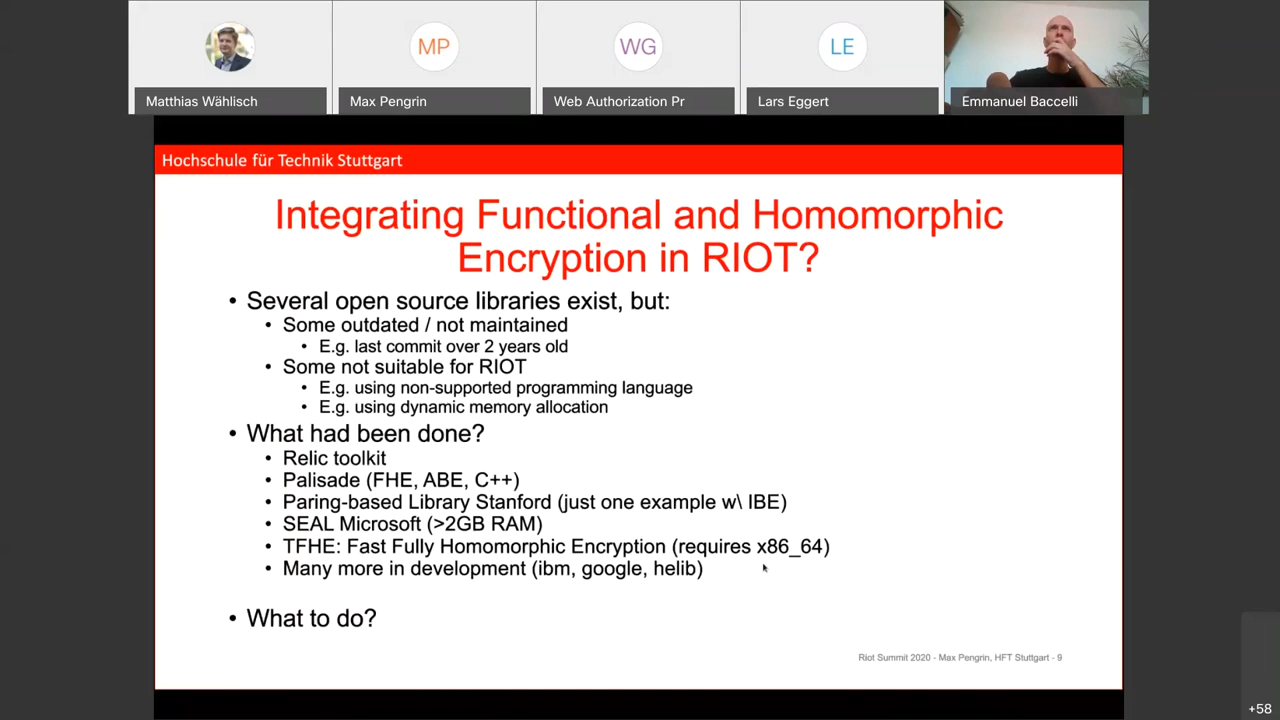 MP
WG
LE
Matthias Wählisch
Max Pengrin
Web Authorization Pr
Lars Eggert
Emmanuel Baccelli
Hochschule für Technik Stuttgart
Integrating Functional and Homomorphic
Encryption in RIOT?
• Several open source libraries exist, but:
• Some outdated / not maintained
• E.g. last commit over 2 years old
• Some not suitable for RIOT
• E.g. using non-supported programming language
• E.g. using dynamic memory allocation
• What had been done?
• Relic toolkit
• Palisade (FHE, ABE, C++)
• Paring-based Library Stanford (just one example w\ IBE)
• SEAL Microsoft (>2GB RAM)
• TFHE: Fast Fully Homomorphic Encryption (requires x86_64)
• Many more in development (ibm, google, helib)
• What to do?
Riot Summit 2020 - Max Pengrin, HFT Stuttgart - 9
+58